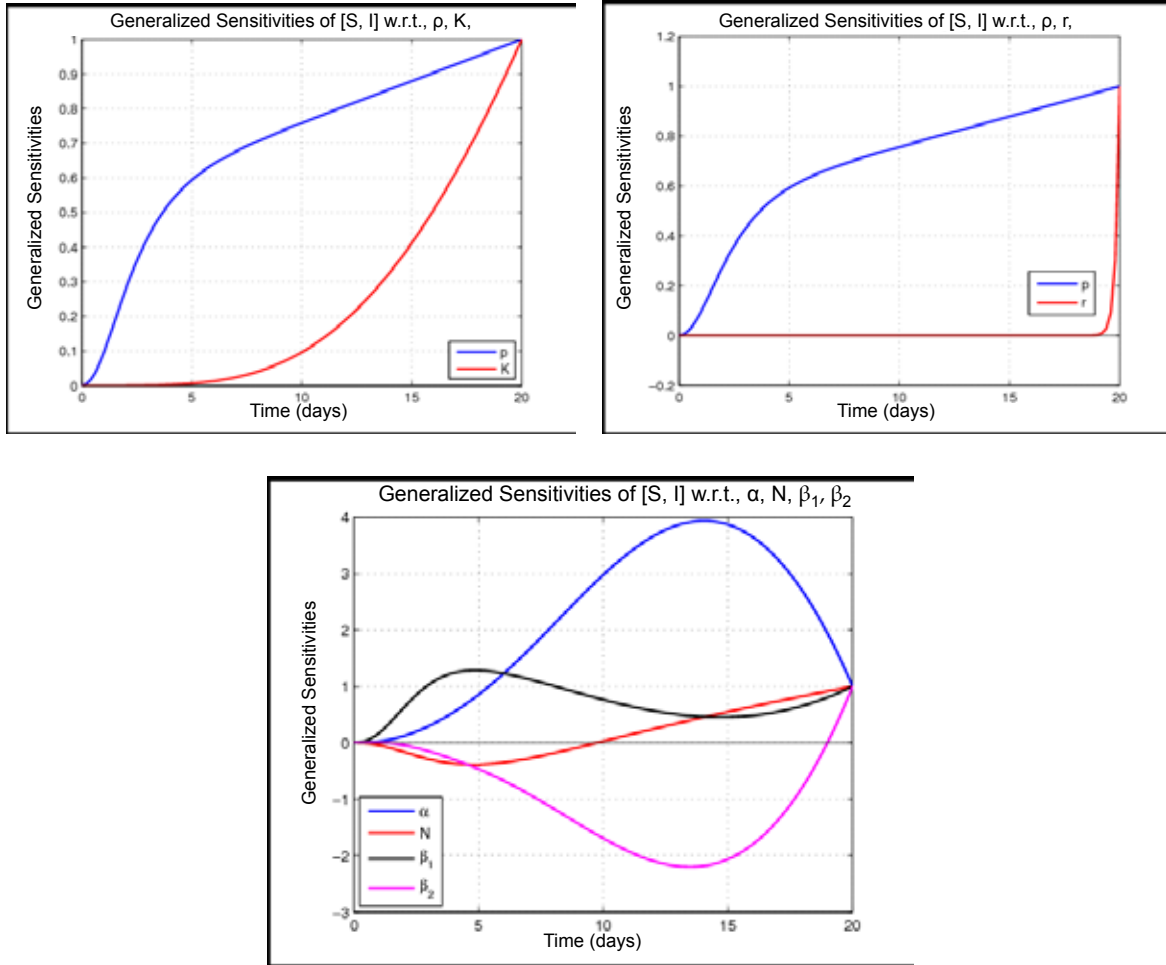 Generalized Sensitivities of [S, I] w.r.t., ρ, K,
Generalized Sensitivities
1
0.9
0.8
0.7
0.6
0.5
0.4
0.3
0.2
0.1
0
p
K
0
5
10
15
20
Time (days)
Generalized Sensitivities of [S, I] w.r.t., ρ, r,
Generalized Sensitivities
1.2
1
0.8
0.6
0.4
0.2
0
−0.2
p
r
0
5
10
15
20
Time (days)
Generalized Sensitivities of [S, I] w.r.t., α, N, β₁, β₂
Generalized Sensitivities
4
3
2
1
0
−1
−2
−3
α
N
β₁
β₂
0
5
10
15
20
Time (days)